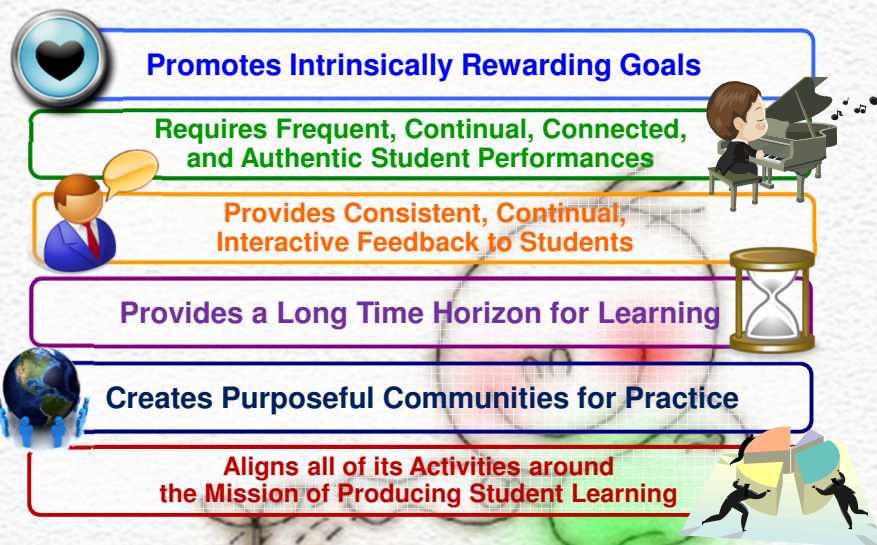 Promotes Intrinsically Rewarding Goals
Requires Frequent, Continual, Connected,
and Authentic Student Performances
Provides Consistent, Continual,
Interactive Feedback to Students
Provides a Long Time Horizon for Learning
Creates Purposeful Communities for Practice
Aligns all of its Activities around
the Mission of Producing Student Learning